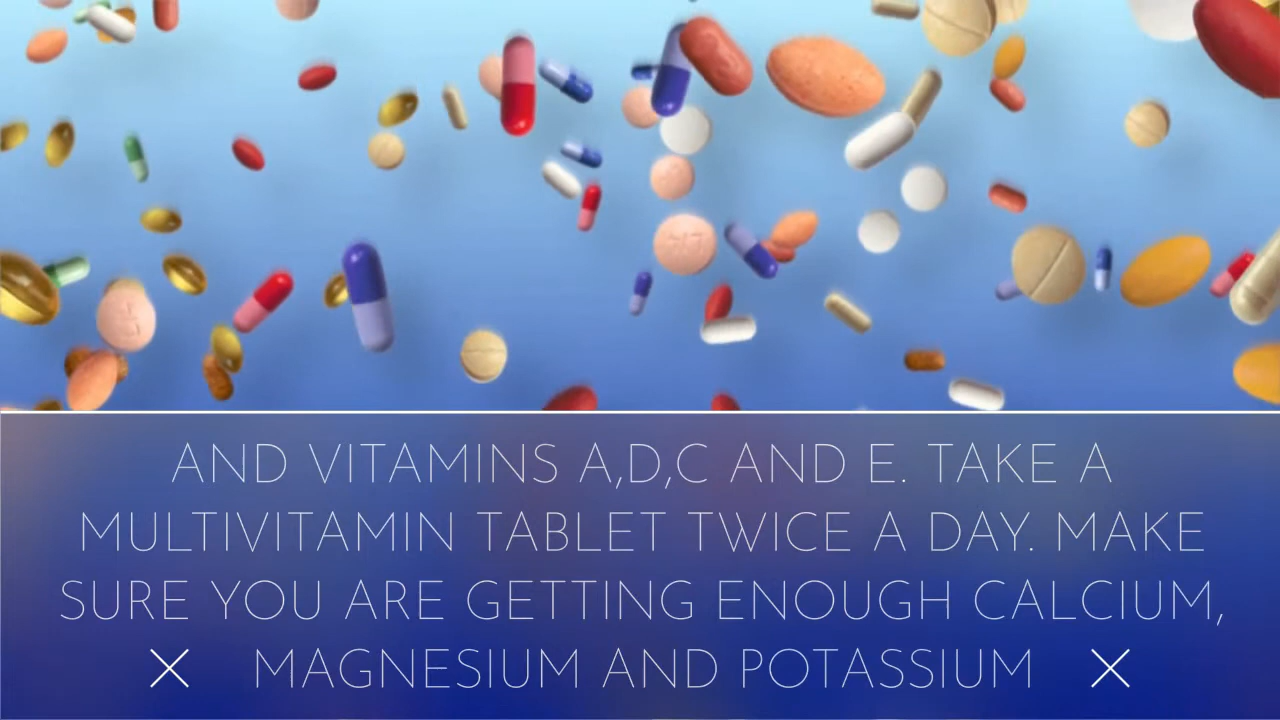 AND VITAMINS A,D,C AND E. TAKE A
MULTIVITAMIN TABLET TWICE A DAY. MAKE
SURE YOU ARE GETTING ENOUGH CALCIUM,
MAGNESIUM AND POTASSIUM